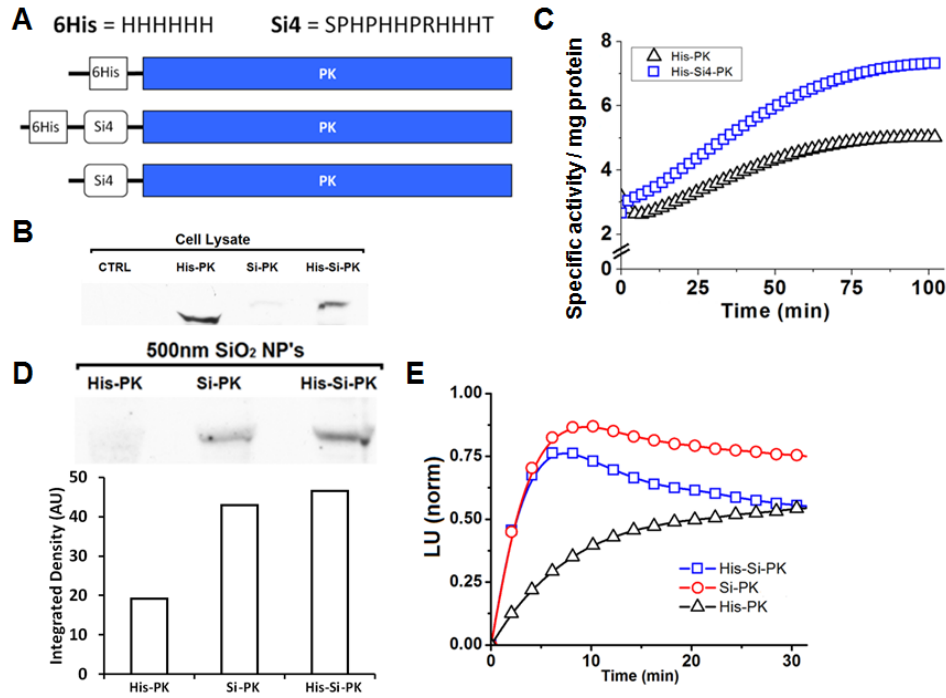 A
6His = HHHHHH
Si4 = SPHPHHPRHHHT
6His
PK
6His
Si4
PK
Si4
PK
B
Cell Lysate
CTRL
His-PK
Si-PK
His-Si-PK
C
His-PK
His-Si4-PK
Specific activity / mg protein
8
6
4
2
0
0
25
50
75
100
Time (min)
D
500nm SiO₂ NP's
His-PK
Si-PK
His-Si-PK
Integrated Density (AU)
50
40
30
20
10
0
His-PK
Si-PK
His-Si-PK
E
LU (norm)
1.00
0.75
0.50
0.25
0.00
His-Si-PK
Si-PK
His-PK
0
10
20
30
Time (min)